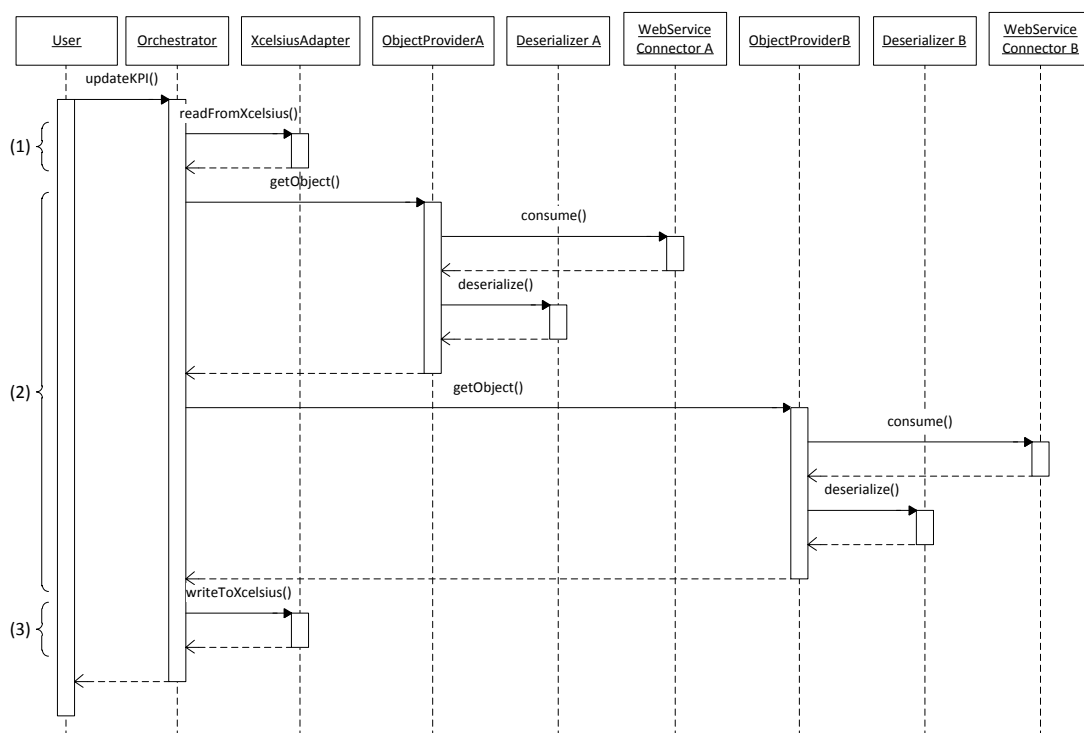 User
Orchestrator
XcelsiusAdapter
ObjectProviderA
Deserializer A
WebService
Connector A
ObjectProviderB
Deserializer B
WebService
Connector B
updateKPI()
readFromXcelsius()
(1)
getObject()
consume()
deserialize()
(2)
getObject()
consume()
deserialize()
writeToXcelsius()
(3)